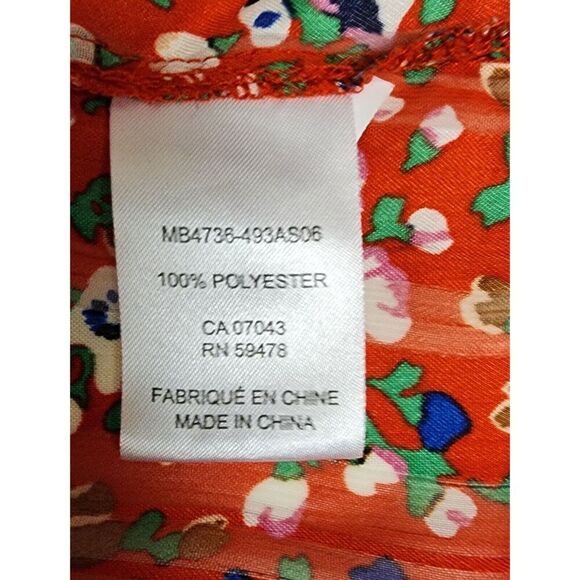 MB4736-493AS06
100% POLYESTER
CA 07043
RN 59478
FABRIQUÉ EN CHINE
MADE IN CHINA